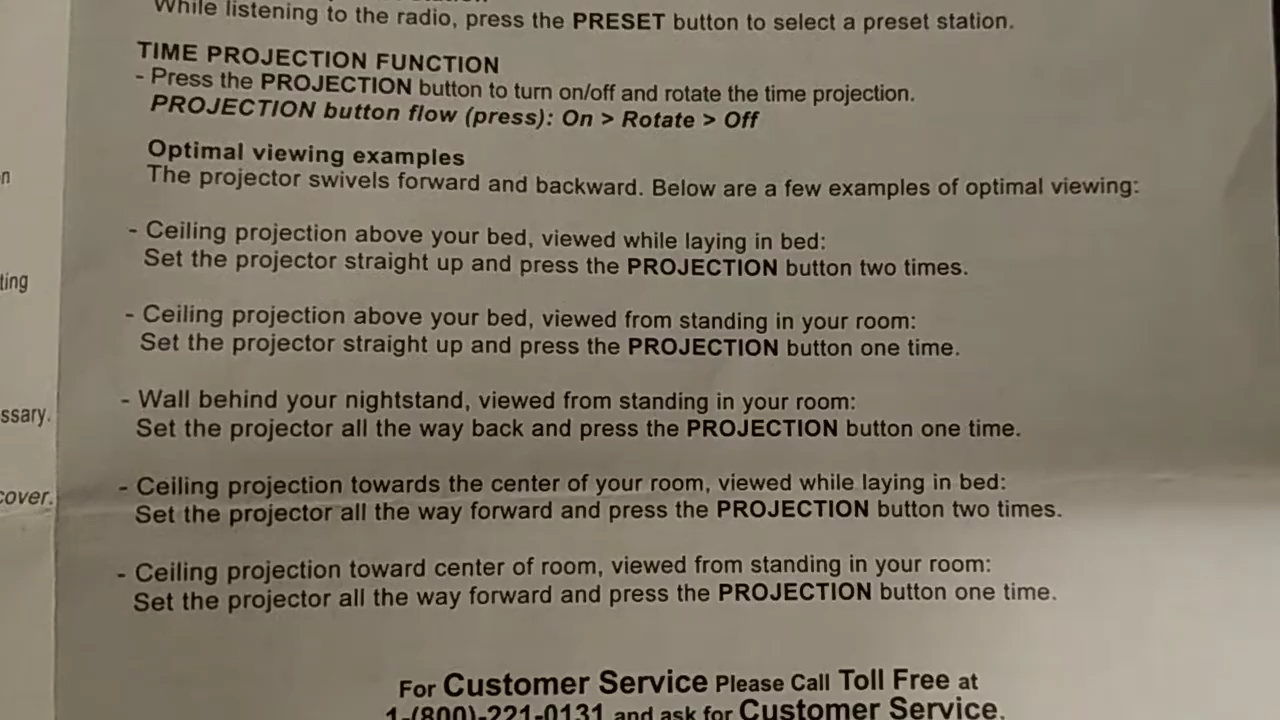 While listening to the radio, press the PRESET button to select a preset station.
TIME PROJECTION FUNCTION
- Press the PROJECTION button to turn on/off and rotate the time projection.
PROJECTION button flow (press): On > Rotate > Off
Optimal viewing examples
n
The projector swivels forward and backward. Below are a few examples of optimal viewing:
- Ceiling projection above your bed, viewed while laying in bed:
Set the projector straight up and press the PROJECTION button two times.
ting
- Ceiling projection above your bed, viewed from standing in your room:
Set the projector straight up and press the PROJECTION button one time.
- Wall behind your nightstand, viewed from standing in your room:
ssary.
Set the projector all the way back and press the PROJECTION button one time.
- Ceiling projection towards the center of your room, viewed while laying in bed:
cover.
Set the projector all the way forward and press the PROJECTION button two times.
- Ceiling projection toward center of room, viewed from standing in your room:
Set the projector all the way forward and press the PROJECTION button one time.
For Customer Service Please Call Toll Free at
1-(800)-221-0131 and ask for Customer Service.